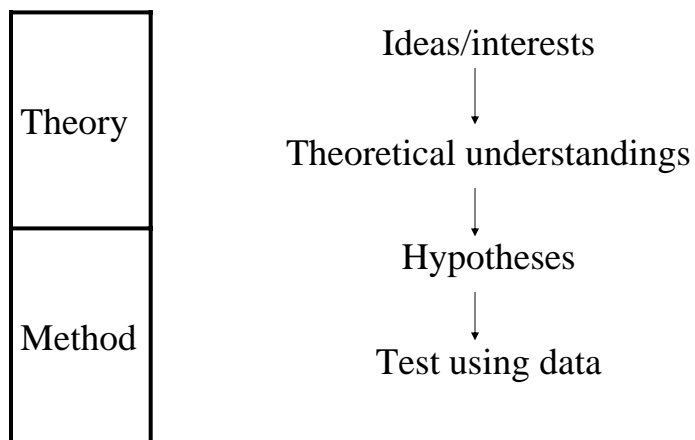 Ideas/interests
Theory
Theoretical understandings
Hypotheses
Method
Test using data